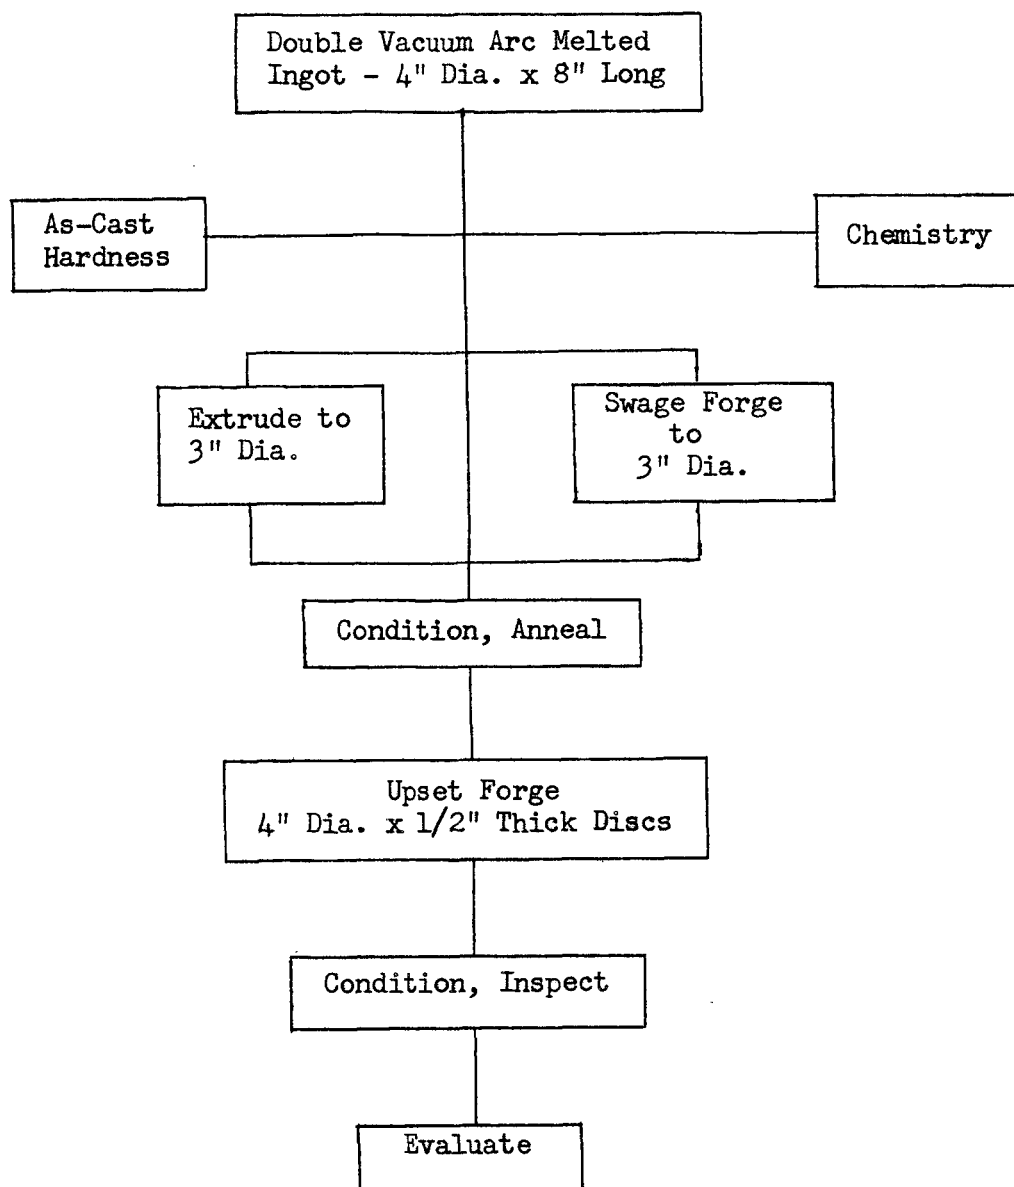 Double Vacuum Arc Melted
Ingot - 4" Dia. x 8" Long
As-Cast
Hardness
Chemistry
Extrude to
3" Dia.
Swage Forge
to
3" Dia.
Condition, Anneal
Upset Forge
4" Dia. x 1/2" Thick Discs
Condition, Inspect
Evaluate